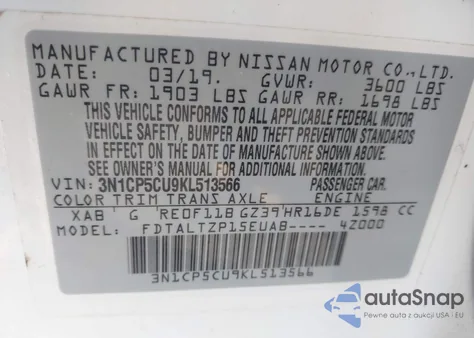 MANUFACTURED BY NISSAN MOTOR CO., LTD.
DATE: 03/19. GVWR: 3600 LBS
GAWR FR: 1903 LBS GAWR RR: 1698 LBS
THIS VEHICLE CONFORMS TO ALL APPLICABLE FEDERAL MOTOR
VEHICLE SAFETY, BUMPER AND THEFT PREVENTION STANDARDS
IN EFFECT ON THE DATE OF MANUFACTURE SHOWN ABOVE.
SEE OWNER'S MANUAL FOR ADDITIONAL INFORMATION
VIN: 3N1CP5CU9KL513566 PASSENGER CAR.
COLOR TRIM TRANS AXLE ENGINE
XAB G RE0F11B GZ39 HR16DE 1598 CC
MODEL: FDTALTZP15EUAB---- 4Z000
3N1CP5CU9KL513566
autoSnap
Pewne auta z aukcji USA i EU